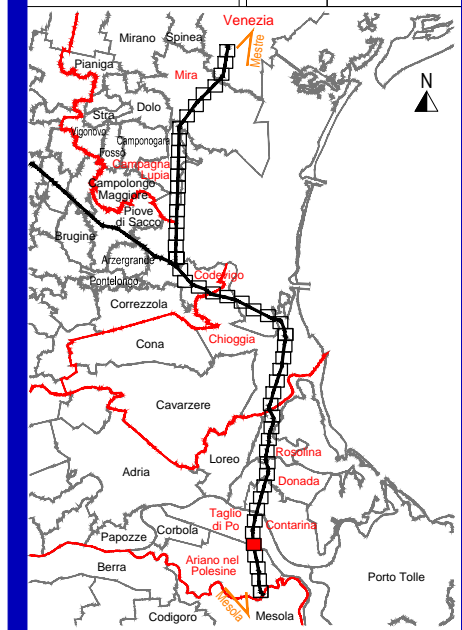 Venezia
Mirano
Spinea
Mestre
Pianiga
Mira
N
Dolo
Stra
Vigonovo
Camponogara
Fossò
Campagna
Lupia
Campolongo
Maggiore
Piove
di Sacco
Brugine
Arzergrande
Codevigo
Pontelongo
Correzzola
Chioggia
Cona
Cavarzere
Rosolina
Loreo
Adria
Donada
Taglio
di Po
Contarina
Corbola
Papozze
Ariano nel
Polesine
Berra
Porto Tolle
Mesola
Mesola
Codigoro